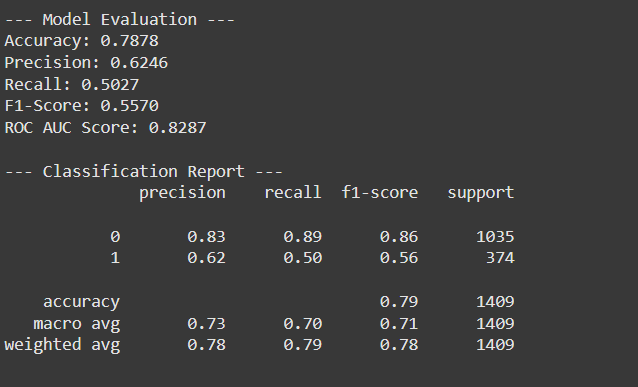 --- Model Evaluation ---
Accuracy: 0.7878
Precision: 0.6246
Recall: 0.5027
F1-Score: 0.5570
ROC AUC Score: 0.8287

--- Classification Report ---
              precision    recall  f1-score   support

           0       0.83      0.89      0.86      1035
           1       0.62      0.50      0.56       374

    accuracy                           0.79      1409
   macro avg       0.73      0.70      0.71      1409
weighted avg       0.78      0.79      0.78      1409